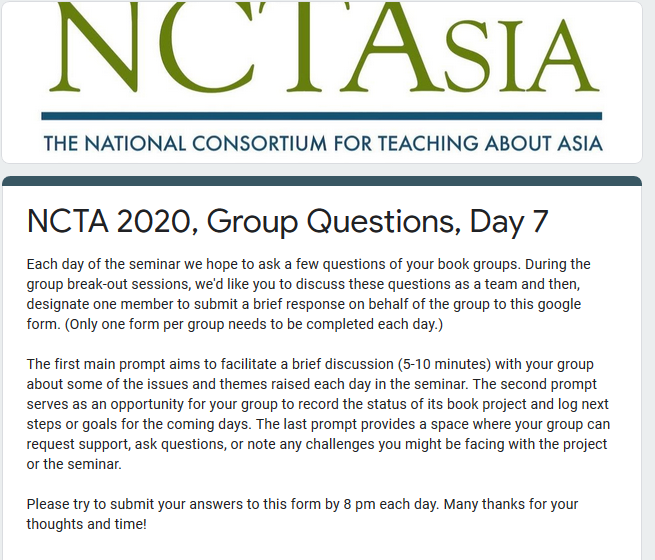 NCTASIA
THE NATIONAL CONSORTIUM FOR TEACHING ABOUT ASIA
NCTA 2020, Group Questions, Day 7
Each day of the seminar we hope to ask a few questions of your book groups. During the
group break-out sessions, we'd like you to discuss these questions as a team and then,
designate one member to submit a brief response on behalf of the group to this google
form. (Only one form per group needs to be completed each day.)
The first main prompt aims to facilitate a brief discussion (5-10 minutes) with your group
about some of the issues and themes raised each day in the seminar. The second prompt
serves as an opportunity for your group to record the status of its book project and log next
steps or goals for the coming days. The last prompt provides a space where your group can
request support, ask questions, or note any challenges you might be facing with the project
or the seminar.
Please try to submit your answers to this form by 8 pm each day. Many thanks for your
thoughts and time!